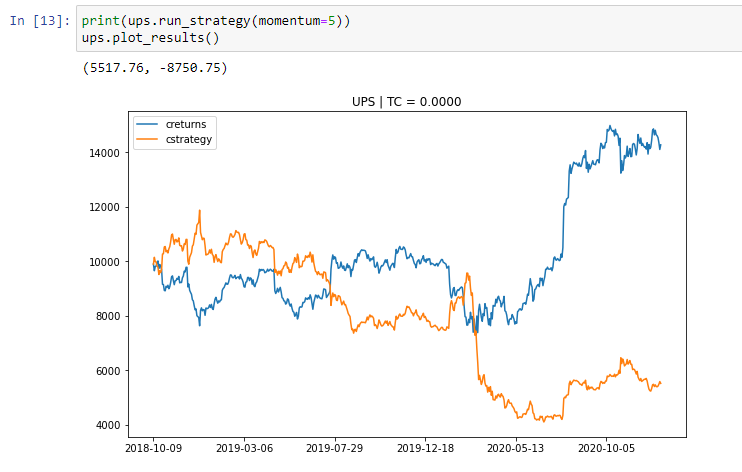 In [13]: print(ups.run_strategy(momentum=5))
ups.plot_results()
(5517.76, -8750.75)
UPS | TC = 0.0000
creturns
cstrategy
14000
12000
10000
8000
6000
4000
2018-10-09 2019-03-06 2019-07-29 2019-12-18 2020-05-13 2020-10-05